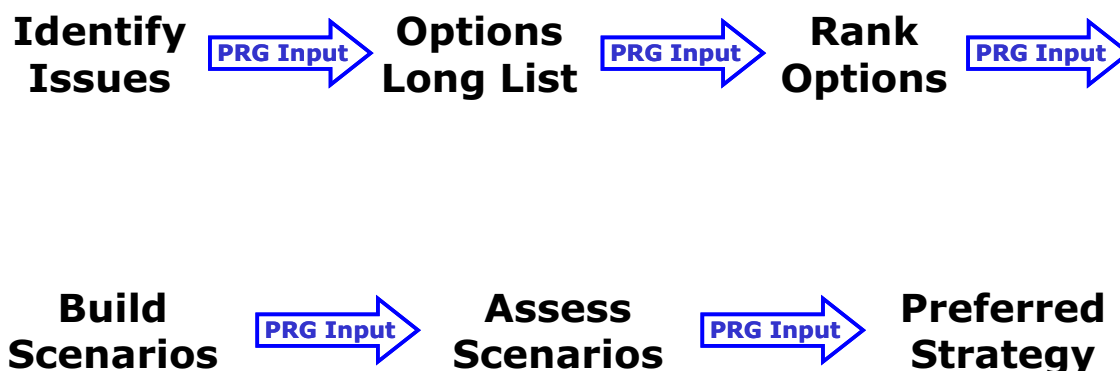 Identify
Issues
PRG Input
Options
Long List
PRG Input
Rank
Options
PRG Input
Build
Scenarios
PRG Input
Assess
Scenarios
PRG Input
Preferred
Strategy